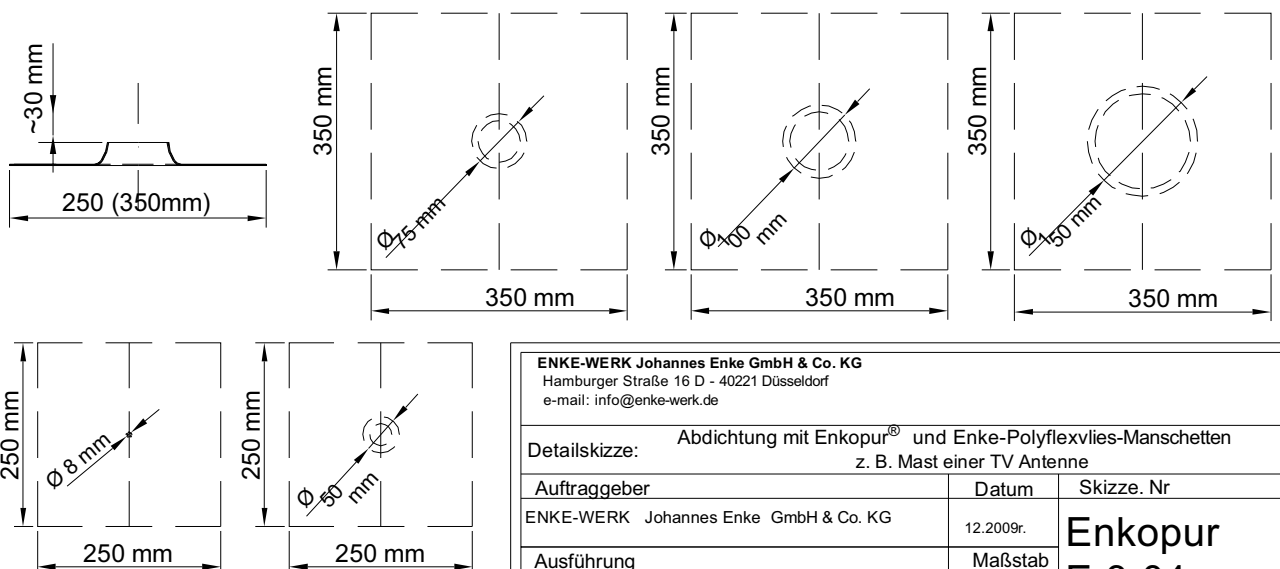 ~30 mm
250 (350mm)
350 mm
Ø 75 mm
350 mm
350 mm
Ø 100 mm
350 mm
350 mm
Ø 150 mm
350 mm
250 mm
Ø 8 mm
250 mm
250 mm
Ø 50 mm
250 mm
ENKE-WERK Johannes Enke GmbH & Co. KG
Hamburger Straße 16 D - 40221 Düsseldorf
e-mail: info@enke-werk.de
Detailskizze: Abdichtung mit Enkopur® und Enke-Polyflexvlies-Manschetten
z. B. Mast einer TV Antenne
Auftraggeber Datum Skizze. Nr
ENKE-WERK Johannes Enke GmbH & Co. KG 12.2009r. Enkopur
Ausführung Maßstab